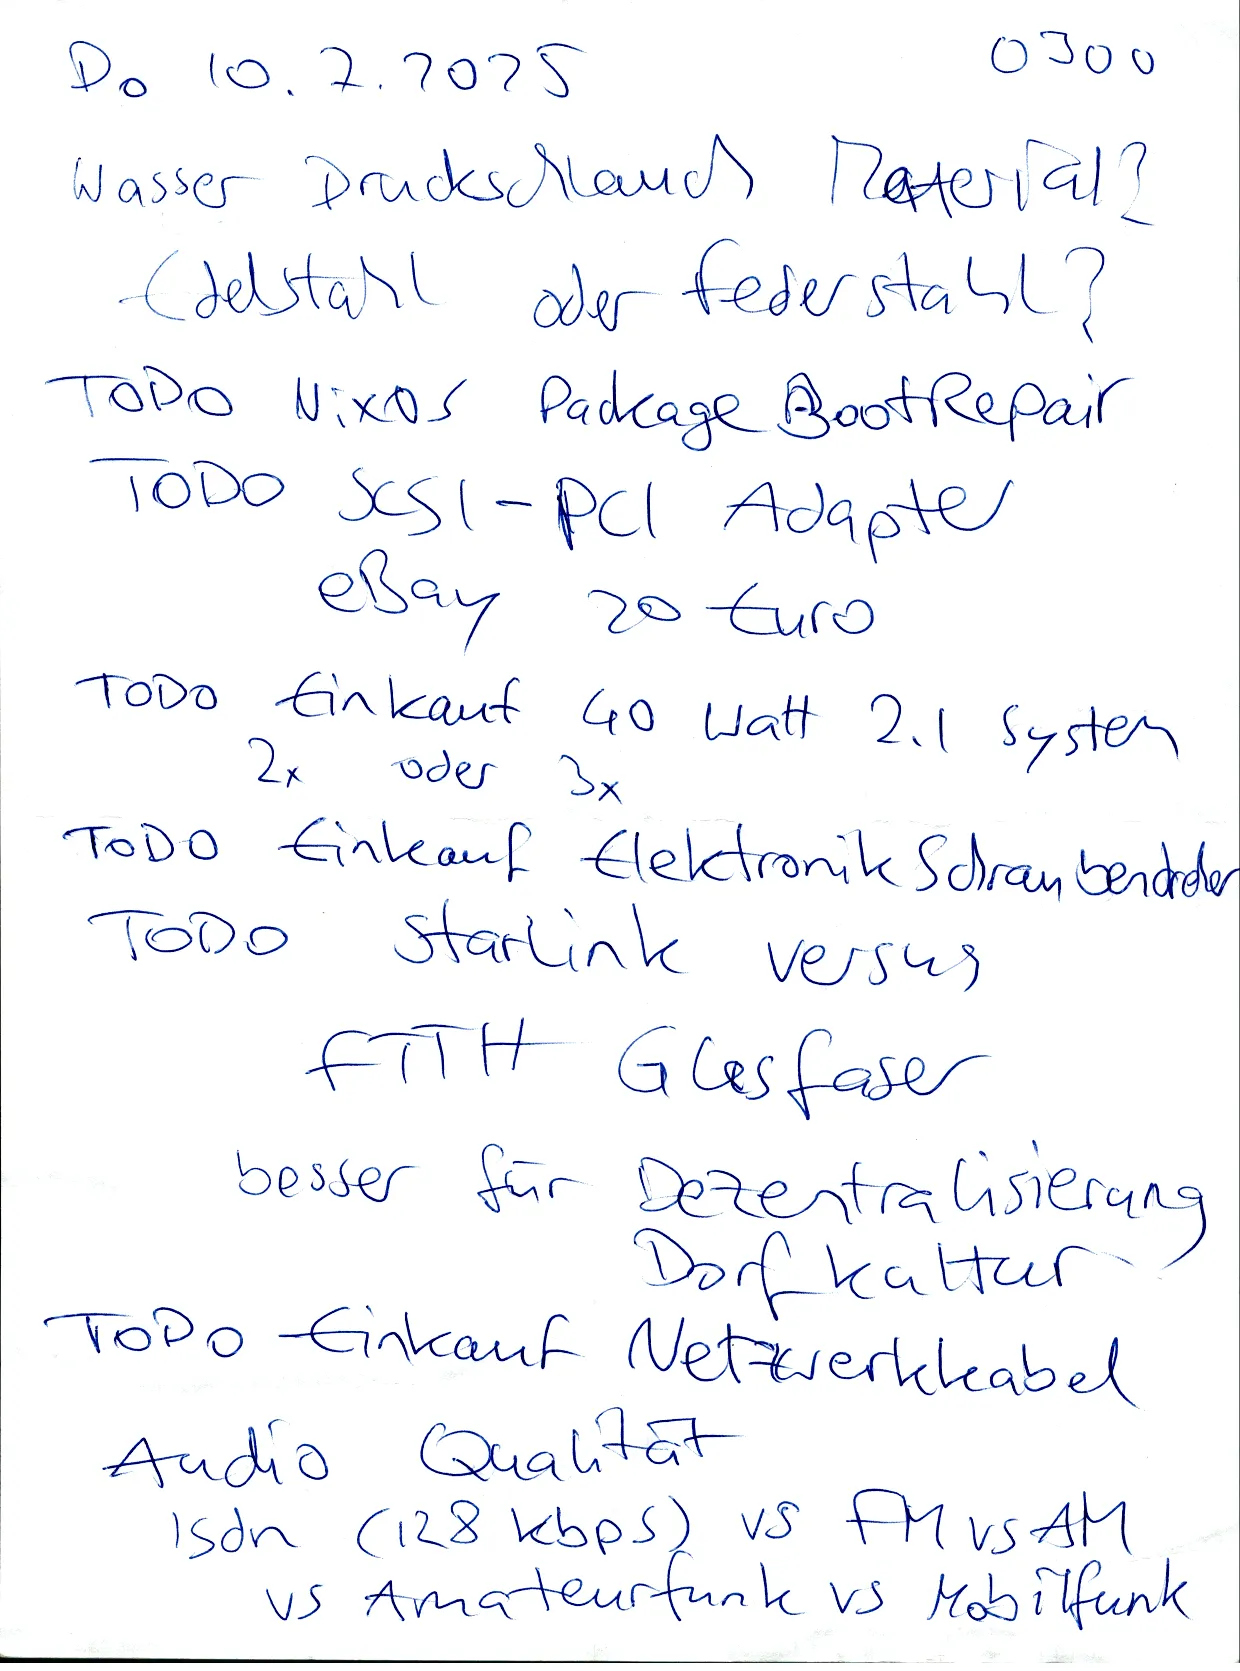 Do 10.7.2025 0300
Wasser Druckschlauch Material?
Edelstahl oder Federstahl?
TODO NixOS Package BootRepair
TODO SCSI-PCI Adapter
eBay 20 Euro
TODO Einkauf 40 Watt 2.1 System
2x oder 3x
TODO Einkauf Elektronik Schraubendreher
TODO Starlink versus
FTTH Glasfaser
besser für Dezentralisierung
Dorfkultur
TODO Einkauf Netzwerkkabel
Audio Qualität
Isdn (128 kbps) vs FM vs AM
vs Amateurfunk vs Mobilfunk